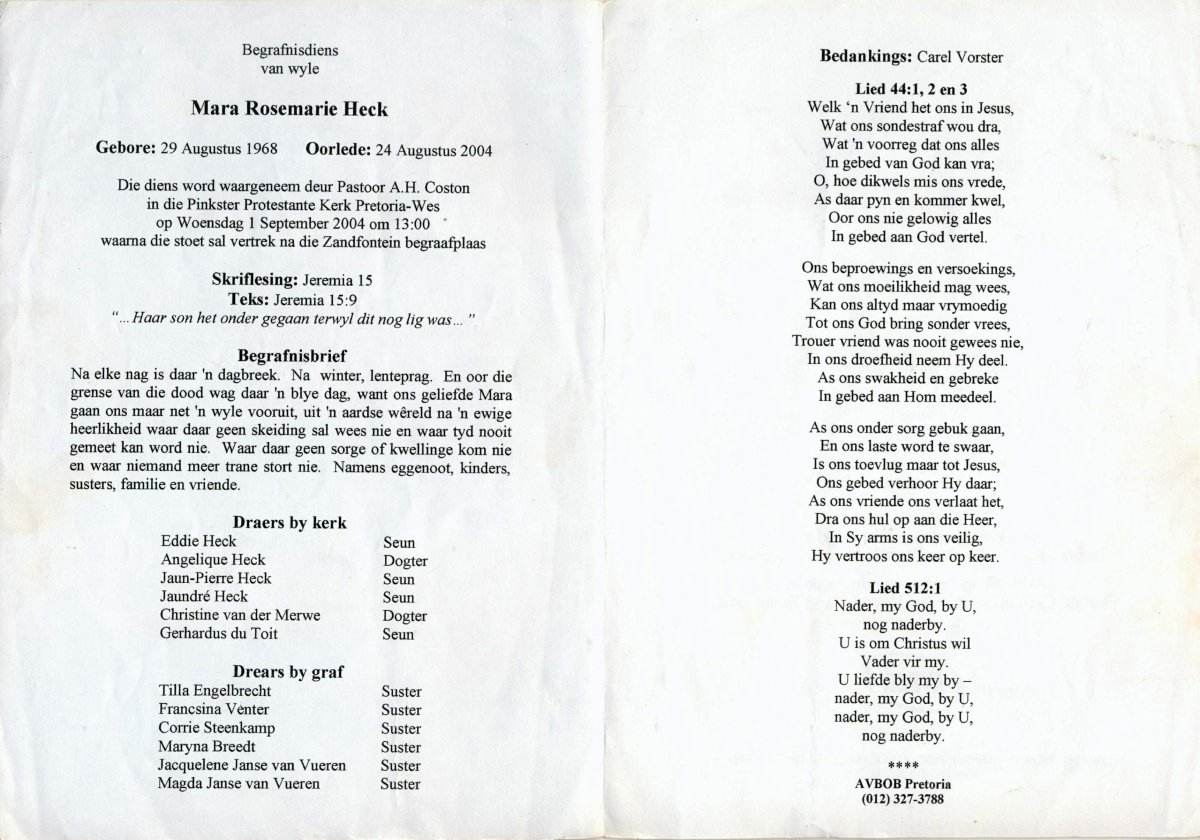 Begrafnisdiens
van wyle
Mara Rosemarie Heck
Gebore: 29 Augustus 1968 Oorlede: 24 Augustus 2004
Die diens word waargeneem deur Pastoor A.H. Coston
in die Pinkster Protestante Kerk Pretoria-Wes
op Woensdag 1 September 2004 om 13:00
waarna die stoet sal vertrek na die Zandfontein begraafplaas
Skriflesing: Jeremia 15
Teks: Jeremia 15:9
“... Haar son het onder gegaan terwyl dit nog lig was... ”
Begrafnisbrief
Na elke nag is daar 'n dagbreek. Na winter, lenteprag. En oor die
grense van die dood wag daar 'n blye dag, want ons geliefde Mara
gaan ons maar net 'n wyle vooruit, uit 'n aardse wêreld na 'n ewige
heerlikheid waar daar geen skeiding sal wees nie en waar tyd nooit
gemeet kan word nie. Waar daar geen sorge of kwellinge kom nie
en waar niemand meer trane stort nie. Namens eggenoot, kinders,
susters, familie en vriende.
Draers by kerk
Eddie Heck Seun
Angelique Heck Dogter
Jaun-Pierre Heck Seun
Jaundré Heck Seun
Christine van der Merwe Dogter
Gerhardus du Toit Seun
Drears by graf
Tilla Engelbrecht Suster
Francsina Venter Suster
Corrie Steenkamp Suster
Maryna Breedt Suster
Jacquelene Janse van Vueren Suster
Magda Janse van Vueren Suster
Bedankings: Carel Vorster
Lied 44:1, 2 en 3
Welk ‘n Vriend het ons in Jesus,
Wat ons sondestraf wou dra,
Wat 'n voorreg dat ons alles
In gebed van God kan vra;
O, hoe dikwels mis ons vrede,
As daar pyn en kommer kwel,
Oor ons nie gelowig alles
In gebed aan God vertel.
Ons beproewings en versoekings,
Wat ons moeilikheid mag wees,
Kan ons altyd maar vrymoedig
Tot ons God bring sonder vrees,
Trouer vriend was nooit gewees nie,
In ons droefheid neem Hy deel.
As ons swakheid en gebreke
In gebed aan Hom meedeel.
As ons onder sorg gebuk gaan,
En ons laste word te swaar,
Is ons toevlug maar tot Jesus,
Ons gebed verhoor Hy daar;
As ons vriende ons verlaat het,
Dra ons hul op aan die Heer,
In Sy arms is ons veilig,
Hy vertroos ons keer op keer.
Lied 512:1
Nader, my God, by U,
nog naderby.
U is om Christus wil
Vader vir my.
U liefde bly my by –
nader, my God, by U,
nader, my God, by U,
nog naderby.
****
AVBOB Pretoria
(012) 327-3788